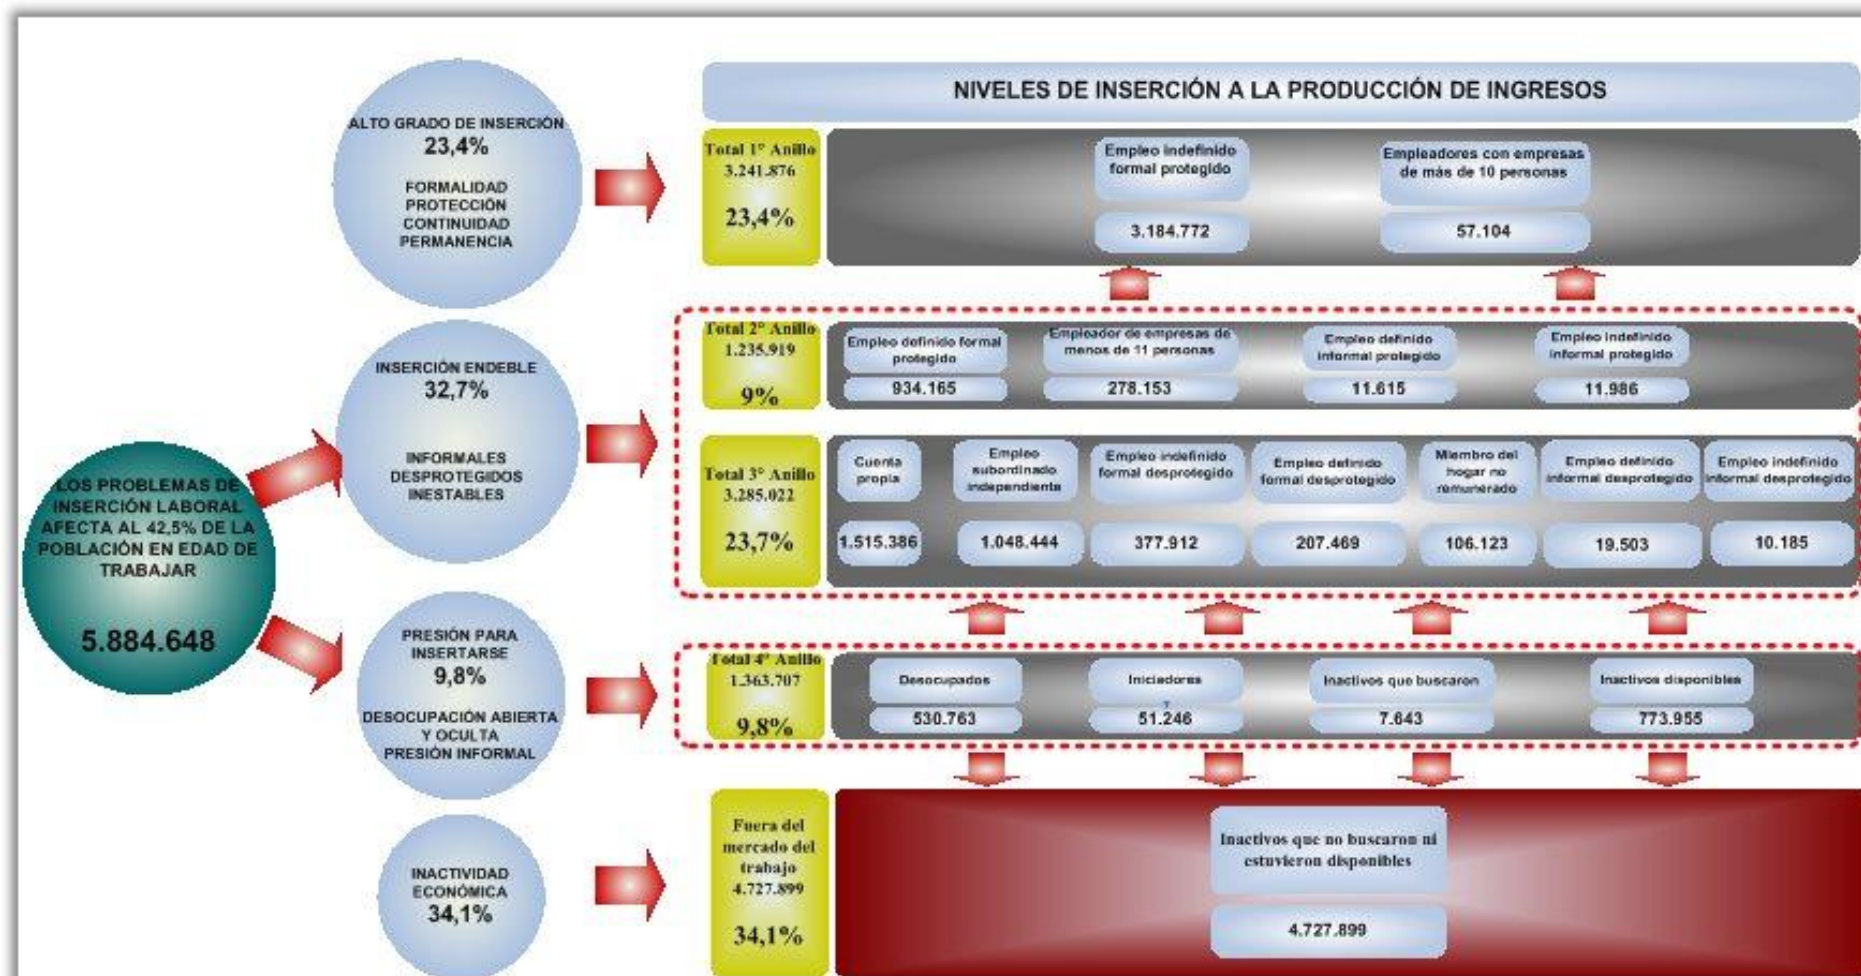 NIVELES DE INSERCIÓN A LA PRODUCCIÓN DE INGRESOS
ALTO GRADO DE INSERCIÓN
23,4%
FORMALIDAD
PROTECCIÓN
CONTINUIDAD
PERMANENCIA
Total 1° Anillo
3.241.876
23,4%
Empleo indefinido
formal protegido
3.184.772
Empleadores con empresas
de más de 10 personas
57.104
INSERCIÓN ENDEBLE
32,7%
INFORMALES
DESPROTEGIDOS
INESTABLES
Total 2° Anillo
1.235.919
9%
Empleo definido formal
protegido
934.165
Empleador de empresas de
menos de 11 personas
278.153
Empleo definido
informal protegido
11.615
Empleo indefinido
informal protegido
11.986
Total 3° Anillo
3.285.022
23,7%
Cuenta
propia
1.515.386
Empleo
subordinado
independiente
1.048.444
Empleo indefinido
formal desprotegido
377.912
Empleo definido
formal desprotegido
207.469
Miembro del
hogar no
remunerado
106.123
Empleo definido
informal desprotegido
19.503
Empleo indefinido
informal desprotegido
10.185
LOS PROBLEMAS DE
INSERCIÓN LABORAL
AFECTA AL 42,5% DE LA
POBLACIÓN EN EDAD DE
TRABAJAR
5.884.648
PRESIÓN PARA
INSERTARSE
9,8%
DESOCUPACIÓN ABIERTA
Y OCULTA
PRESIÓN INFORMAL
Total 4° Anillo
1.363.707
9,8%
Desocupados
530.763
Iniciadores
51.246
Inactivos que buscaron
7.643
Inactivos disponibles
773.955
INACTIVIDAD
ECONÓMICA
34,1%
Fuera del
mercado del
trabajo
4.727.899
34,1%
Inactivos que no buscaron ni
estuvieron disponibles
4.727.899